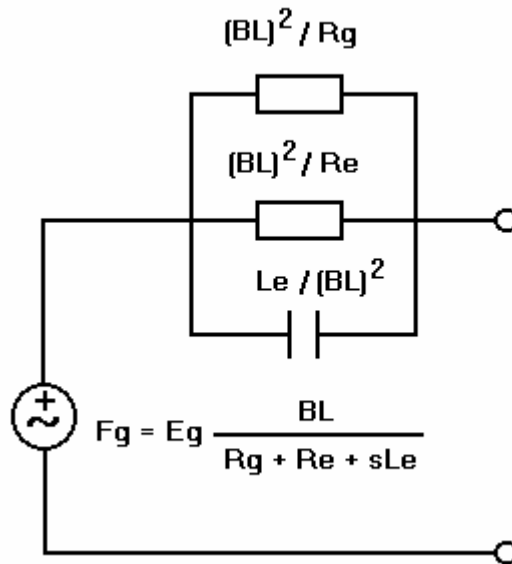 (BL)² / Rg
(BL)² / Re
Le / (BL)²
+
~
Fg = Eg BL
Rg + Re + sLe